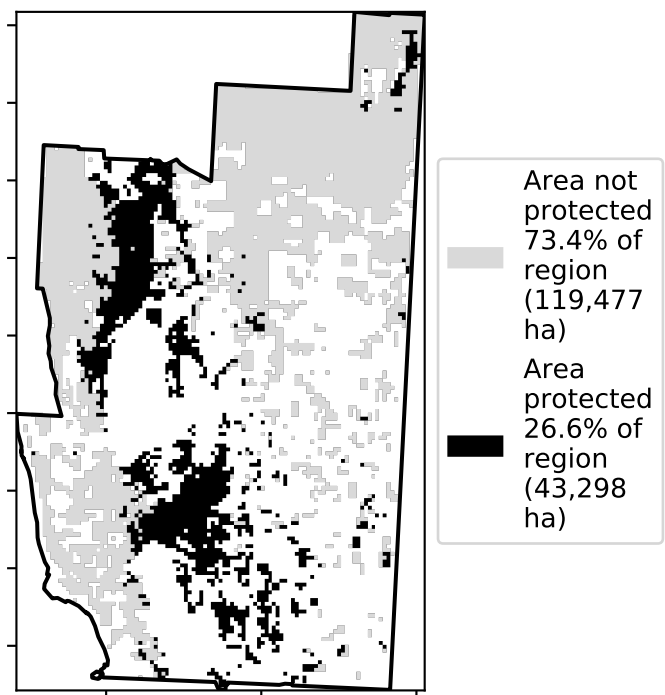 Area not
protected
73.4% of
region
(119,477
ha)
Area
protected
26.6% of
region
(43,298
ha)